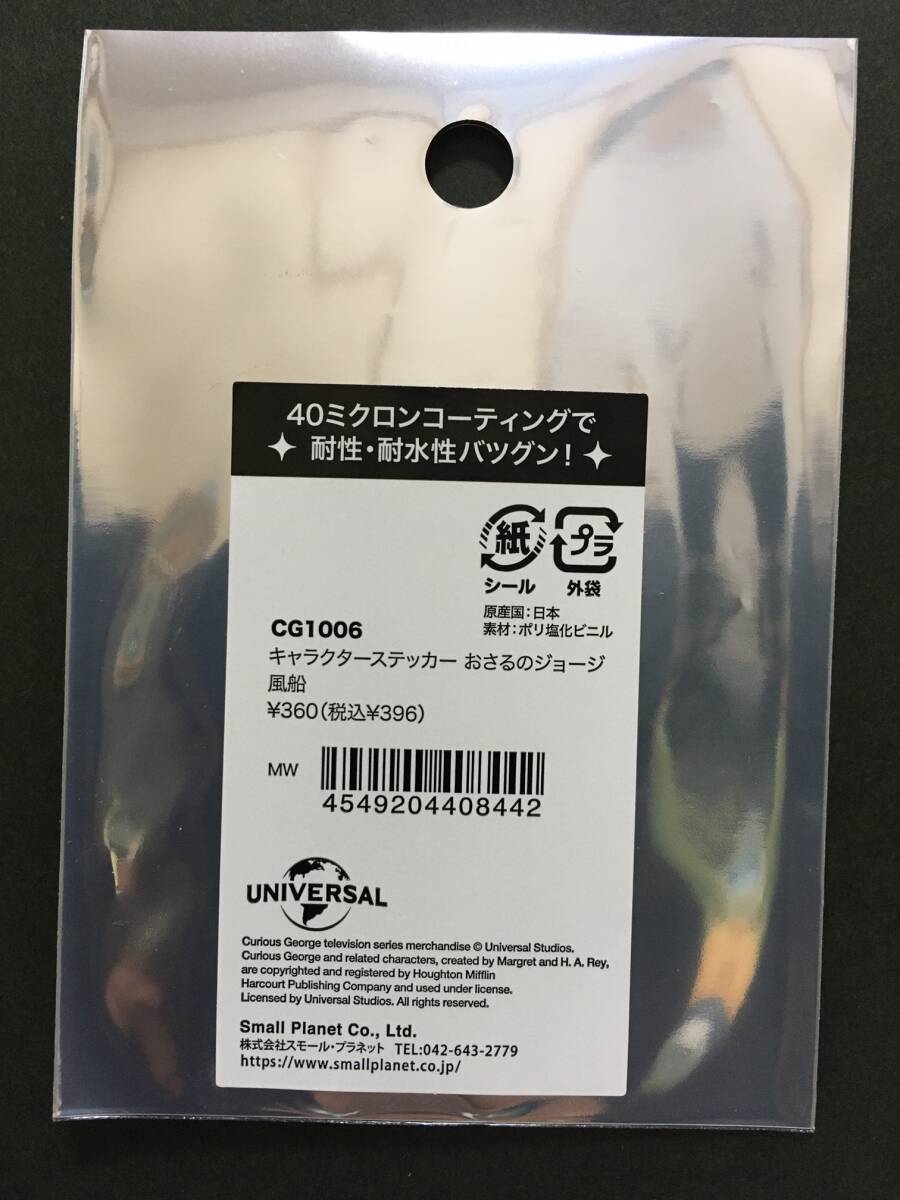 40ミクロンコーティングで
耐性・耐水性バツグン！
紙
プラ
シール
外袋
原産国：日本
素材：ポリ塩化ビニル
CG1006
キャラクターステッカー おさるのジョージ
風船
¥360（税込¥396）
MW
4549204408442
UNIVERSAL
Curious George television series merchandise © Universal Studios.
Curious George and related characters, created by Margret and H. A. Rey,
are copyrighted and registered by Houghton Mifflin
Harcourt Publishing Company and used under license.
Licensed by Universal Studios. All rights reserved.
Small Planet Co., Ltd.
株式会社スモール・プラネット TEL:042-643-2779
https://www.smallplanet.co.jp/